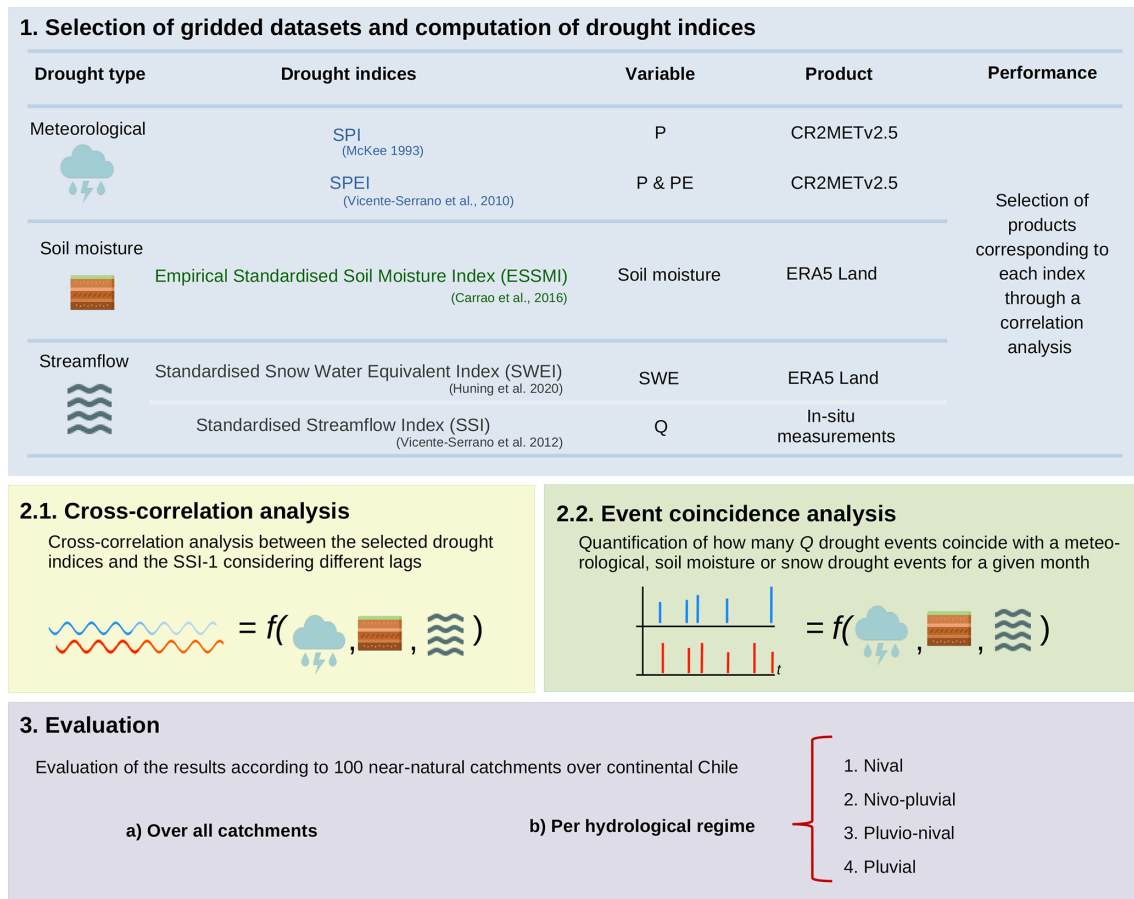 1. Selection of gridded datasets and computation of drought indices
Drought type
Drought indices
Variable
Product
Performance
Meteorological
SPI
(McKee 1993)
P
CR2METv2.5
SPEI
(Vicente-Serrano et al., 2010)
P & PE
CR2METv2.5
Soil moisture
Empirical Standardised Soil Moisture Index (ESSMI)
(Carrao et al., 2016)
Soil moisture
ERA5 Land
Streamflow
Standardised Snow Water Equivalent Index (SWEI)
(Huning et al. 2020)
SWE
ERA5 Land
Standardised Streamflow Index (SSI)
(Vicente-Serrano et al. 2012)
Q
In-situ
measurements
Selection of
products
corresponding to
each index
through a
correlation
analysis
2.1. Cross-correlation analysis
Cross-correlation analysis between the selected drought
indices and the SSI-1 considering different lags
= f( , , )
2.2. Event coincidence analysis
Quantification of how many Q drought events coincide with a meteo-
rological, soil moisture or snow drought events for a given month
t
= f( , , )
3. Evaluation
Evaluation of the results according to 100 near-natural catchments over continental Chile
a) Over all catchments
b) Per hydrological regime
1. Nival
2. Nivo-pluvial
3. Pluvio-nival
4. Pluvial